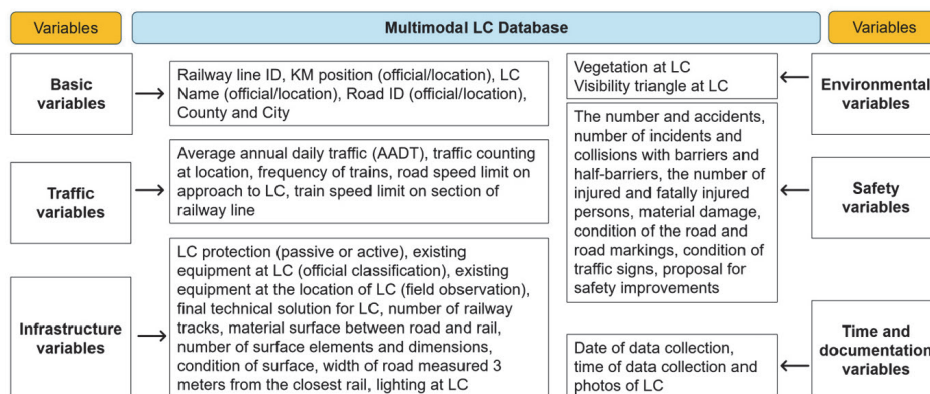 Variables
Multimodal LC Database
Variables
Basic
variables
Railway line ID, KM position (official/location), LC
Name (official/location), Road ID (official/location),
County and City
Traffic
variables
Average annual daily traffic (AADT), traffic counting
at location, frequency of trains, road speed limit on
approach to LC, train speed limit on section of
railway line
Infrastructure
variables
LC protection (passive or active), existing
equipment at LC (official classification), existing
equipment at the location of LC (field observation),
final technical solution for LC, number of railway
tracks, material surface between road and rail,
number of surface elements and dimensions,
condition of surface, width of road measured 3
meters from the closest rail, lighting at LC
Vegetation at LC
Visibility triangle at LC
Environmental
variables
The number and accidents,
number of incidents and
collisions with barriers and
half-barriers, the number of
injured and fatally injured
persons, material damage,
condition of the road and
road markings, condition of
traffic signs, proposal for
safety improvements
Safety
variables
Date of data collection,
time of data collection and
photos of LC
Time and
documentation
variables